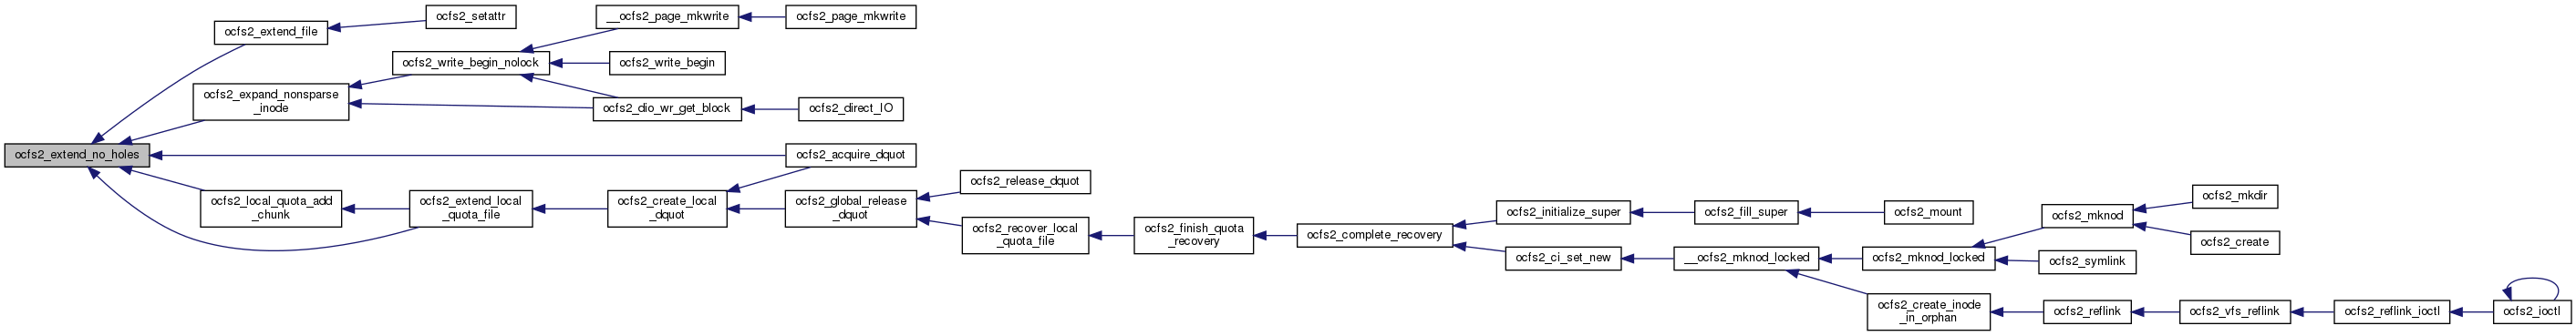 ocfs2_extend_no_holes
ocfs2_extend_file
ocfs2_setattr
ocfs2_expand_nonsparse
_inode
ocfs2_write_begin_nolock
__ocfs2_page_mkwrite
ocfs2_page_mkwrite
ocfs2_write_begin
ocfs2_dio_wr_get_block
ocfs2_direct_IO
ocfs2_acquire_dquot
ocfs2_local_quota_add
_chunk
ocfs2_extend_local
_quota_file
ocfs2_create_local
_dquot
ocfs2_global_release
_dquot
ocfs2_release_dquot
ocfs2_recover_local
_quota_file
ocfs2_finish_quota
_recovery
ocfs2_complete_recovery
ocfs2_initialize_super
ocfs2_fill_super
ocfs2_mount
ocfs2_ci_set_new
__ocfs2_mknod_locked
ocfs2_mknod_locked
ocfs2_mknod
ocfs2_mkdir
ocfs2_create
ocfs2_symlink
ocfs2_create_inode
_in_orphan
ocfs2_reflink
ocfs2_vfs_reflink
ocfs2_reflink_ioctl
ocfs2_ioctl